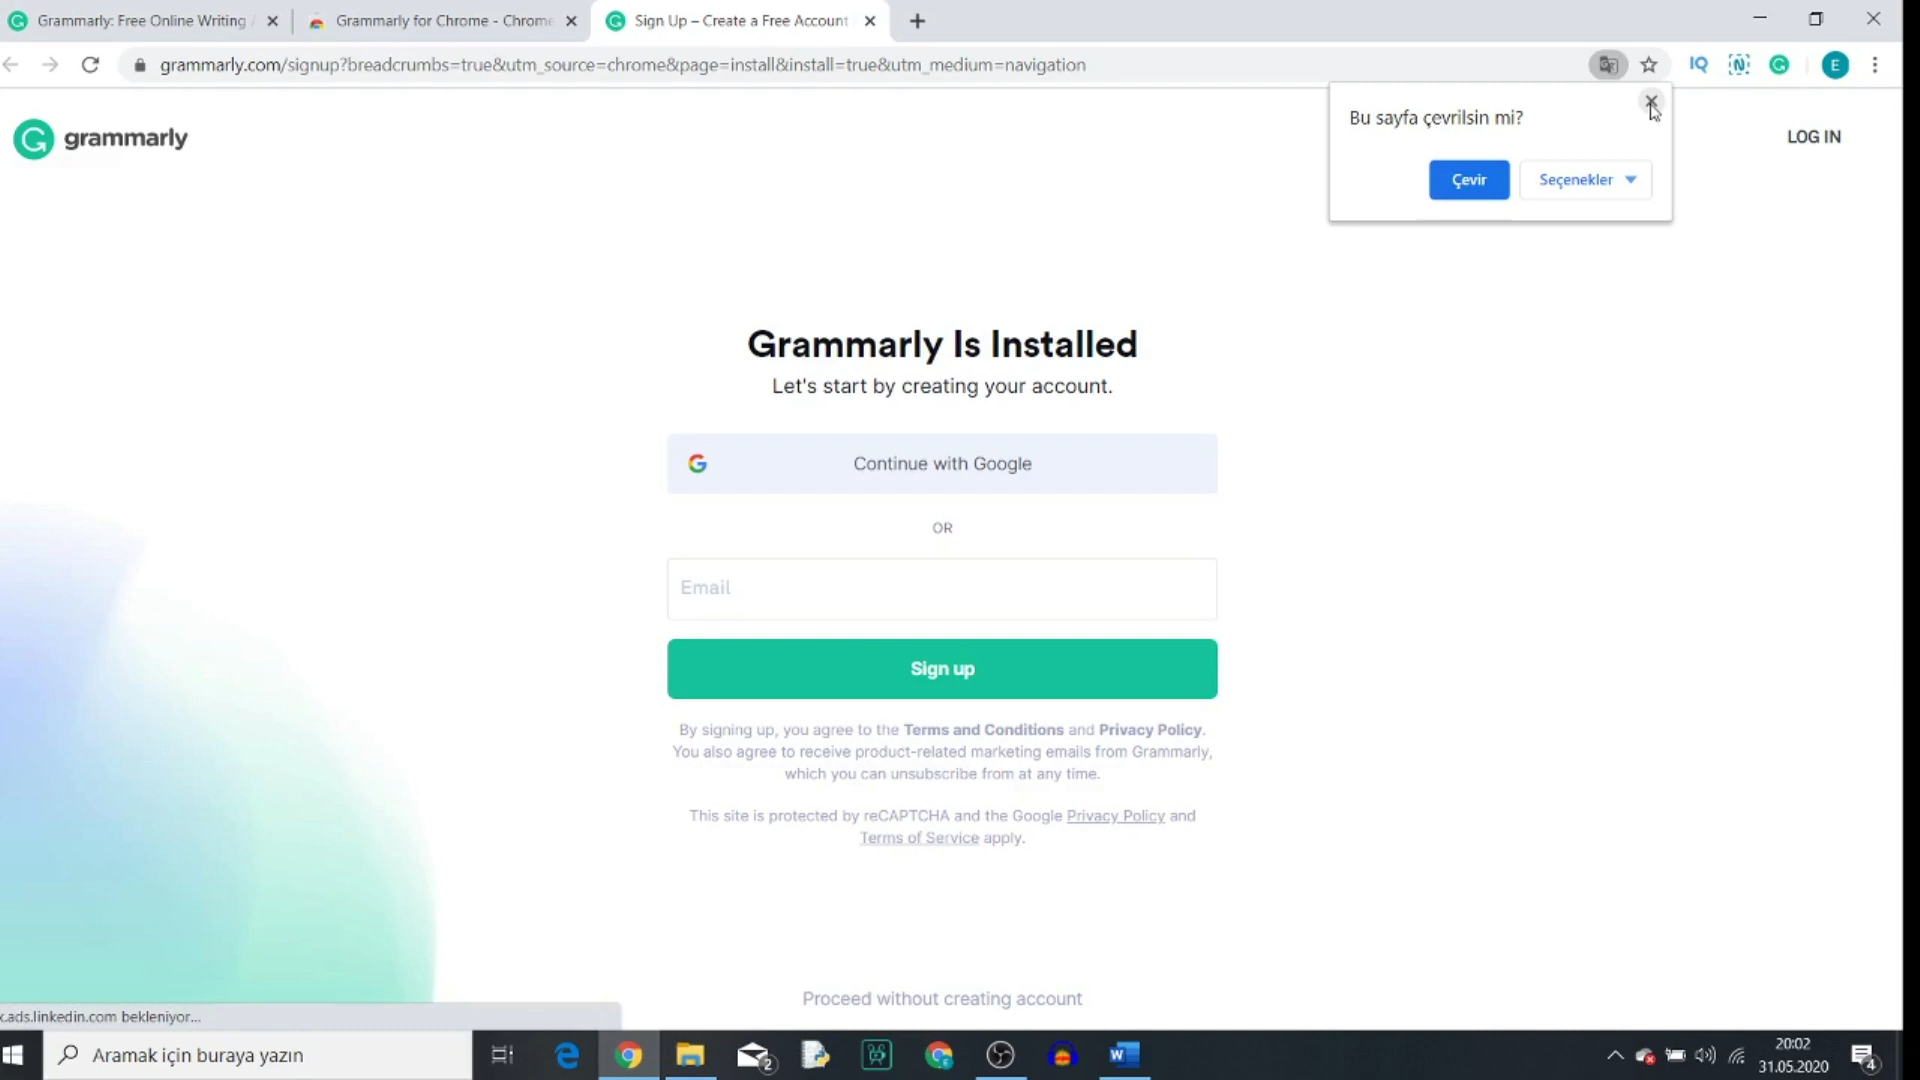 Grammarly: Free Online Writing
Grammarly for Chrome - Chrome
Sign Up – Create a Free Account
grammarly.com/signup?breadcrumbs=true&utm_source=chrome&page=install&install=true&utm_medium=navigation
IQ
N
E
Bu sayfa çevrilsin mi?
Çevir
Seçenekler
grammarly
LOG IN
Grammarly Is Installed
Let's start by creating your account.
Continue with Google
OR
Email
Sign up
By signing up, you agree to the Terms and Conditions and Privacy Policy.
You also agree to receive product-related marketing emails from Grammarly,
which you can unsubscribe from at any time.
This site is protected by reCAPTCHA and the Google Privacy Policy and
Terms of Service apply.
Proceed without creating account
x.ads.linkedin.com bekleniyor...
Aramak için buraya yazın
2
W
20:02
31.05.2020
4